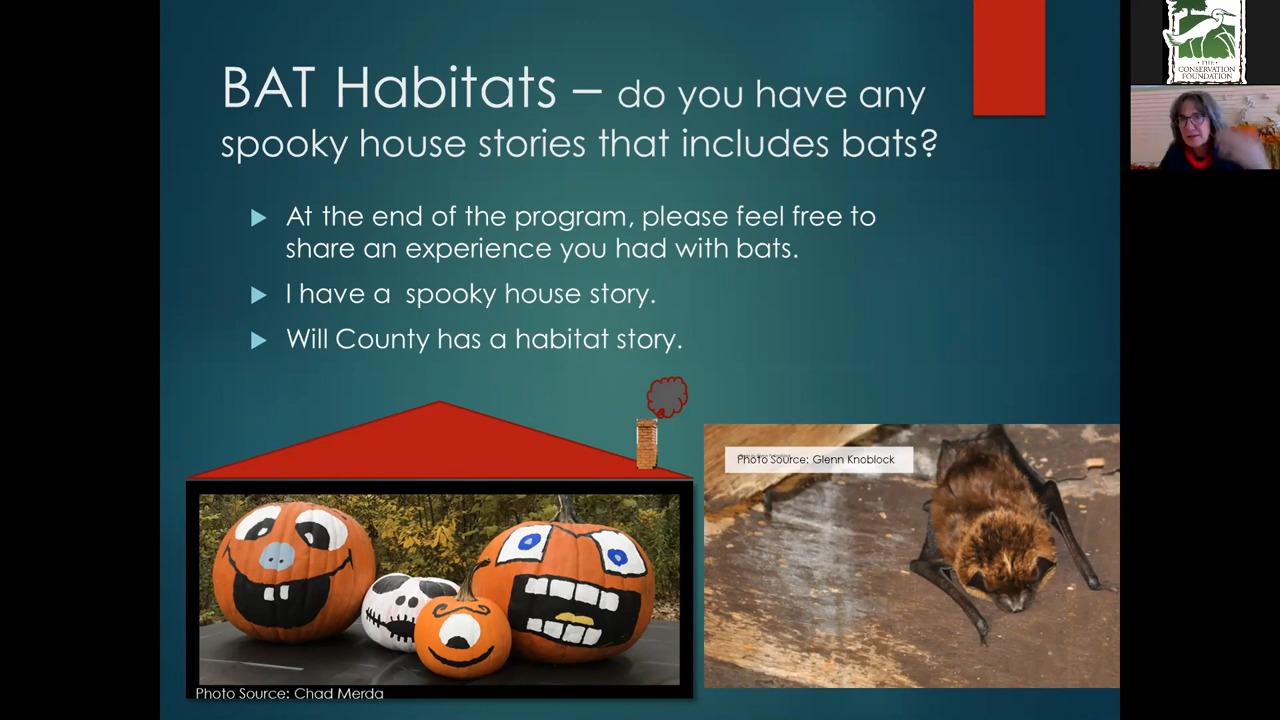 BAT Habitats – do you have any
spooky house stories that includes bats?
At the end of the program, please feel free to
share an experience you had with bats.
I have a spooky house story.
Will County has a habitat story.
Photo Source: Glenn Knoblock
Photo Source: Chad Merda
• THE •
CONSERVATION
FOUNDATION